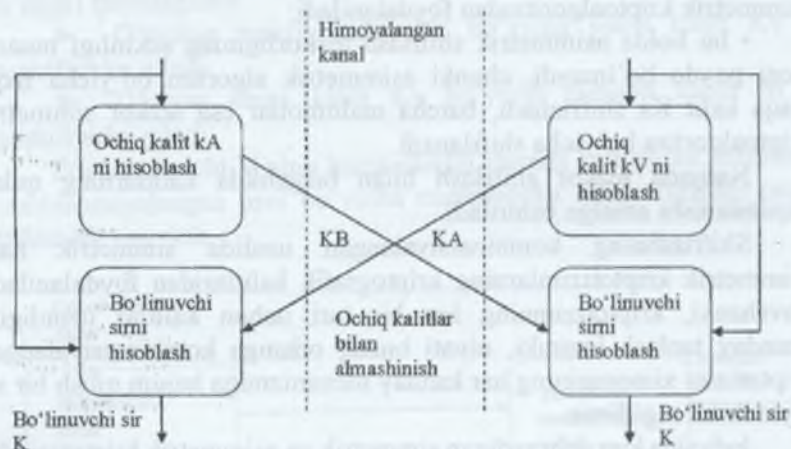 Himoyalangan
kanal
Ochiq kalit kA
ni hisoblash
Ochiq
kalit kV ni
hisoblash
KB
KA
Bo‘linuvchi
sirni
hisoblash
Ochiq kalitlar
bilan
almashinish
Bo‘linuvchi
sirni
hisoblash
Bo‘linuvchi sir
K
Bo‘linuvchi sir
K